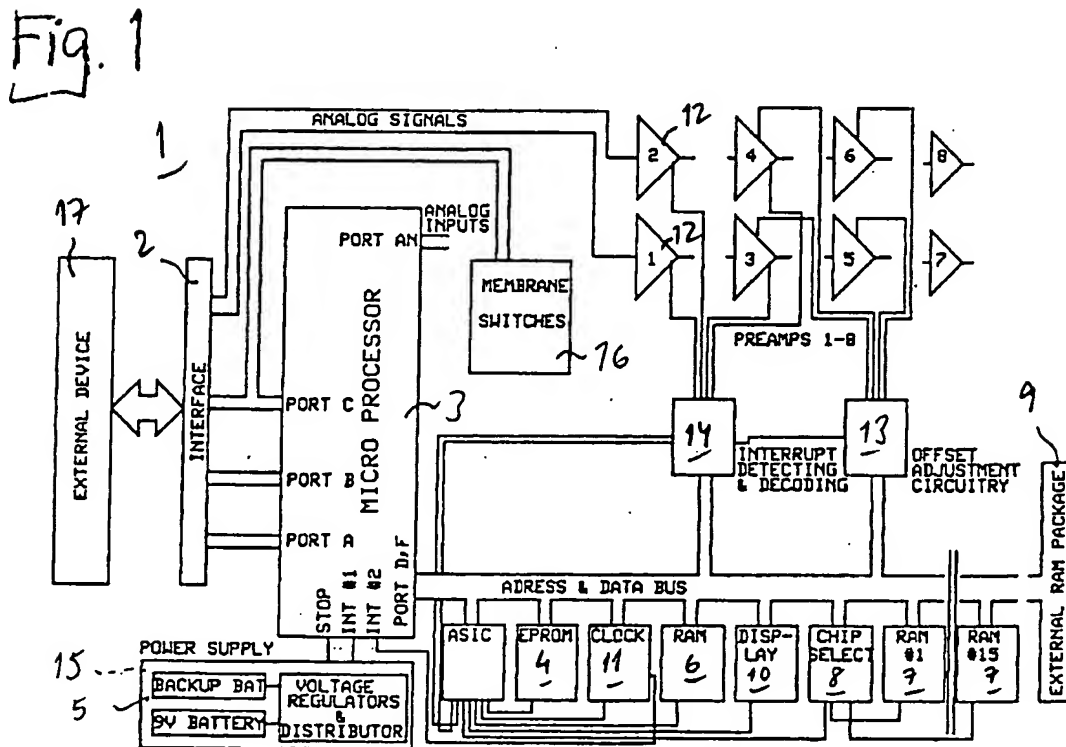 Fig. 1
1
ANALOG SIGNALS
12
2
4
6
8
12
1
3
5
7
PREAMPS 1-8
17
EXTERNAL DEVICE
2
INTERFACE
MICRO PROCESSOR
3
PORT AN
ANALOG
INPUTS
PORT C
PORT B
PORT A
STOP
INT #1
INT #2
PORT D,F
MEMBRANE
SWITCHES
16
14
INTERRUPT
DETECTING
& DECODING
13
OFFSET
ADJUSTMENT
CIRCUITRY
9
EXTERNAL RAM PACKAGE
ADRESS & DATA BUS
ASIC
EPROM
4
CLOCK
11
RAM
6
DISP-
LAY
10
CHIP
SELECT
8
RAM
#1
7
RAM
#15
7
POWER SUPPLY
15
5
BACKUP BAT
9V BATTERY
VOLTAGE
REGULATORS
&
DISTRIBUTOR